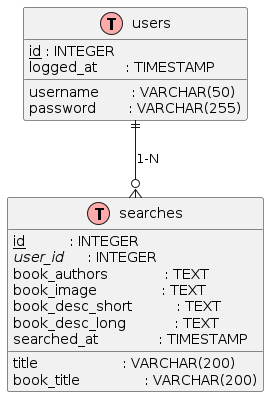 T users
id : INTEGER
logged_at : TIMESTAMP
username : VARCHAR(50)
password : VARCHAR(255)
1-N
T searches
id : INTEGER
user_id : INTEGER
book_authors : TEXT
book_image : TEXT
book_desc_short : TEXT
book_desc_long : TEXT
searched_at : TIMESTAMP
title : VARCHAR(200)
book_title : VARCHAR(200)